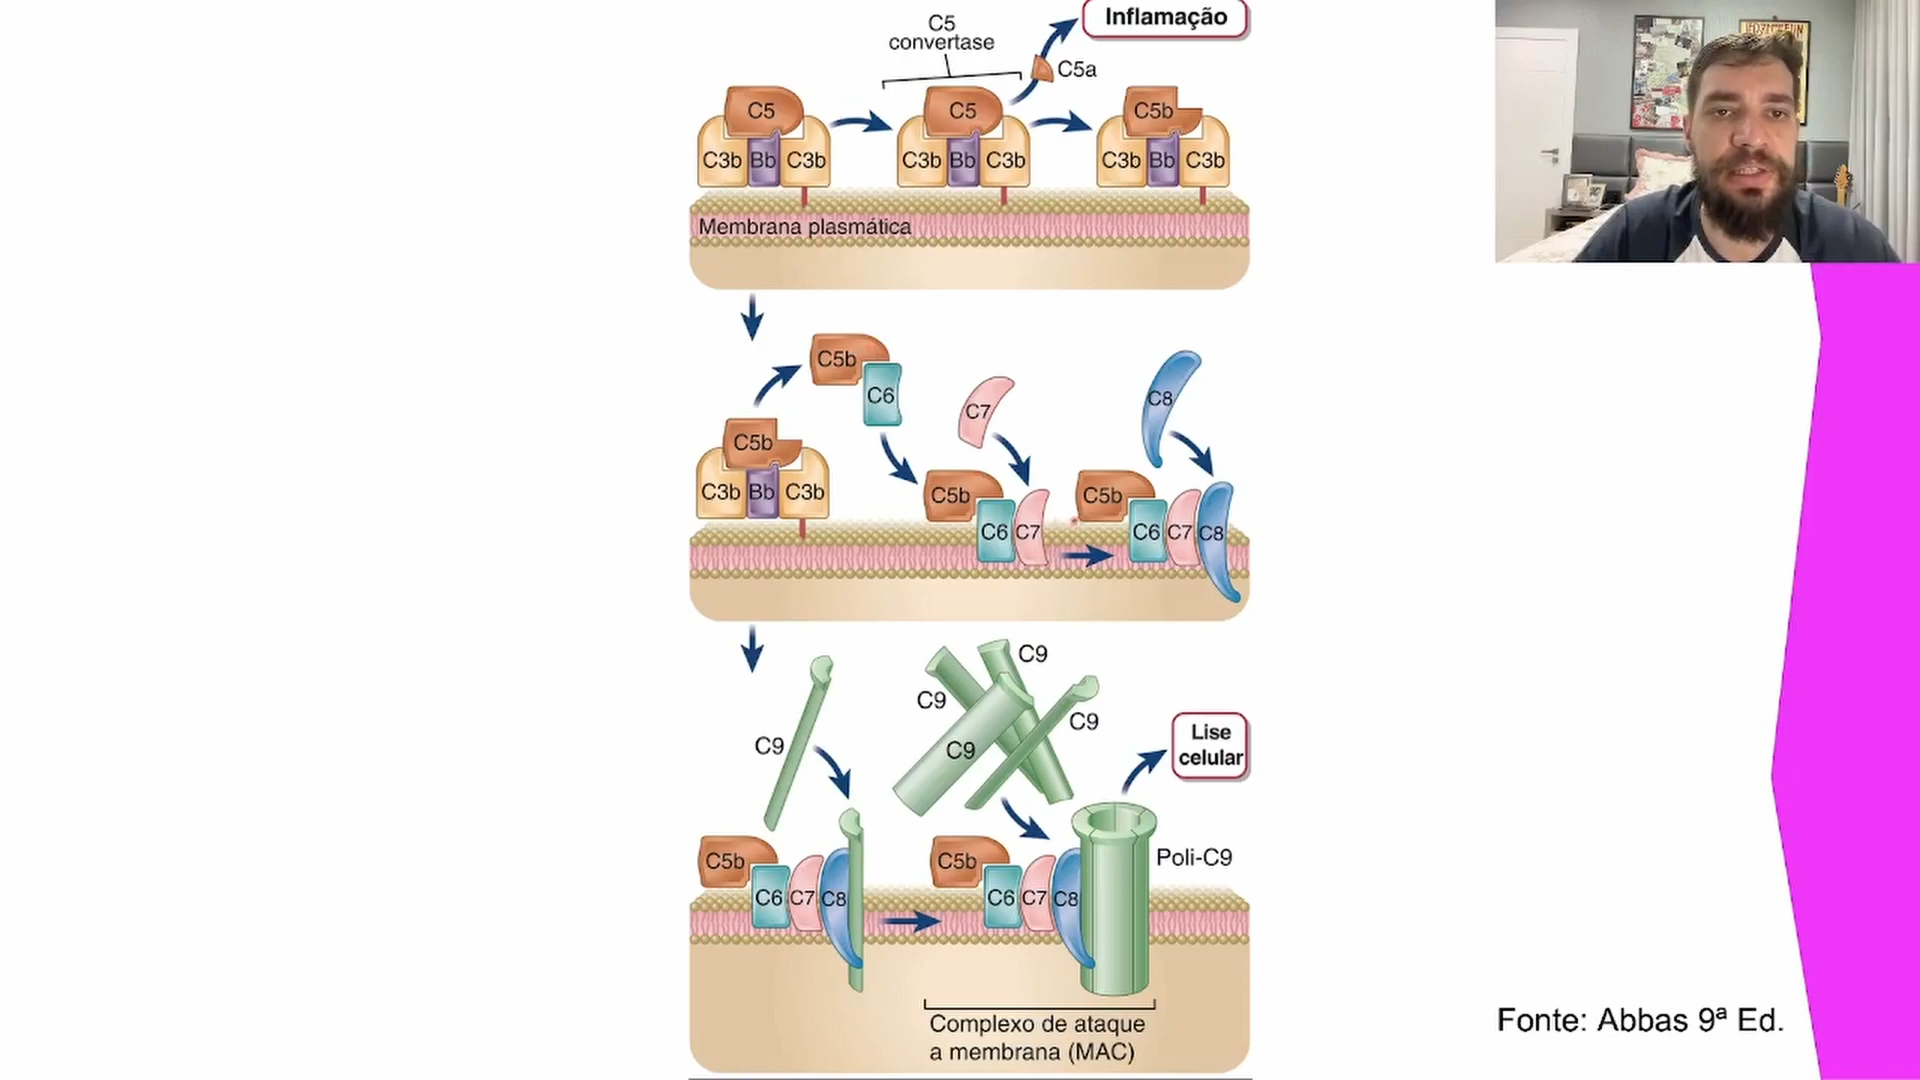 C5
convertase
Inflamação
C5a
C5
C5
C5b
C3b Bb C3b
C3b Bb C3b
C3b Bb C3b
Membrana plasmática
C5b
C6
C7
C8
C5b
C3b Bb C3b
C5b
C6 C7
C5b
C6 C7 C8
C9
C9
C9
C9
C9
Lise
celular
C5b
C6 C7 C8
C5b
C6 C7 C8
Poli-C9
Complexo de ataque
a membrana (MAC)
Fonte: Abbas 9ª Ed.